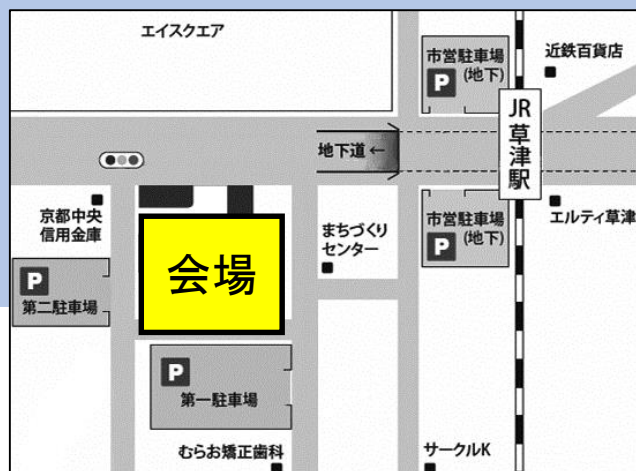 エイスクエア
市営駐車場
P (地下)
近鉄百貨店
JR草津駅
地下道 ←
京都中央
信用金庫
まちづくり
センター
市営駐車場
P (地下)
エルティ草津
会場
P
第二駐車場
P
第一駐車場
むらお矯正歯科
サークルK